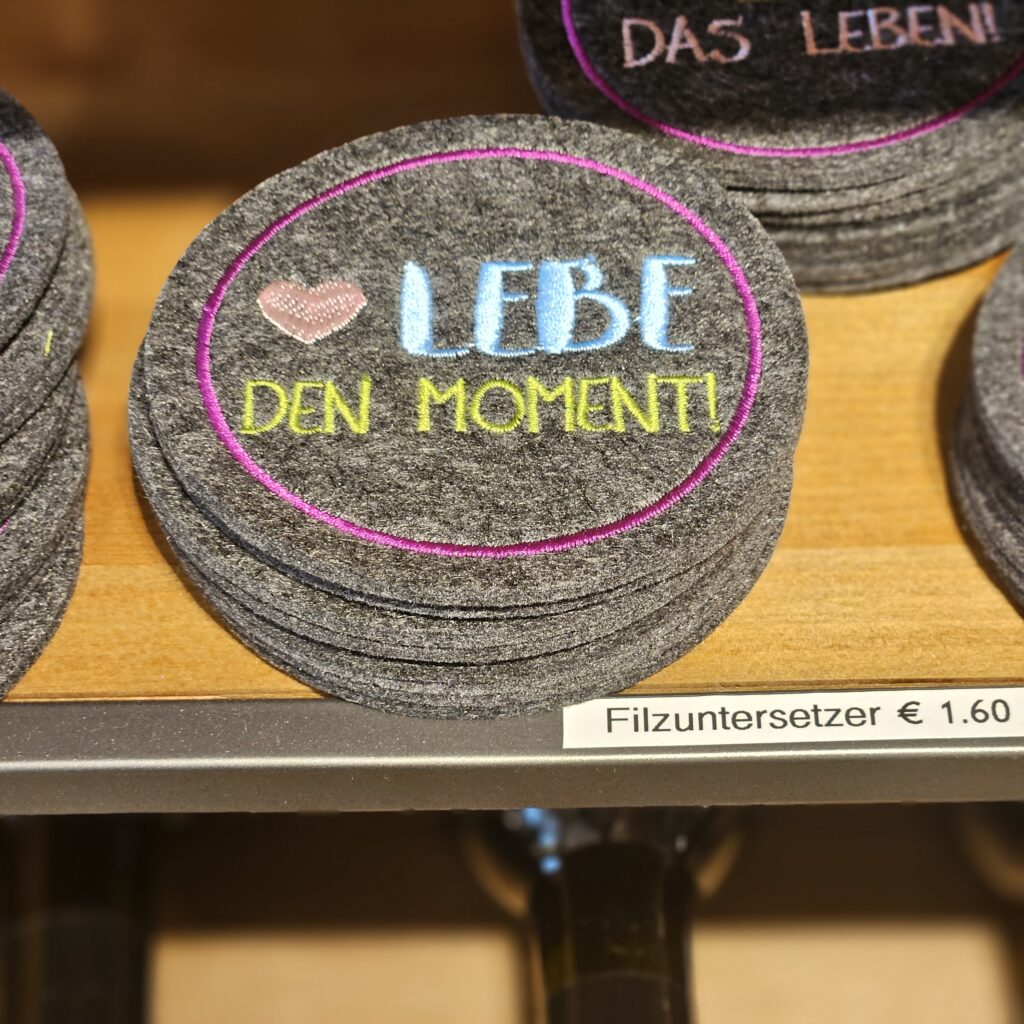 DAS LEBEN!
LEBE
DEN MOMENT!
Filzuntersetzer € 1.60